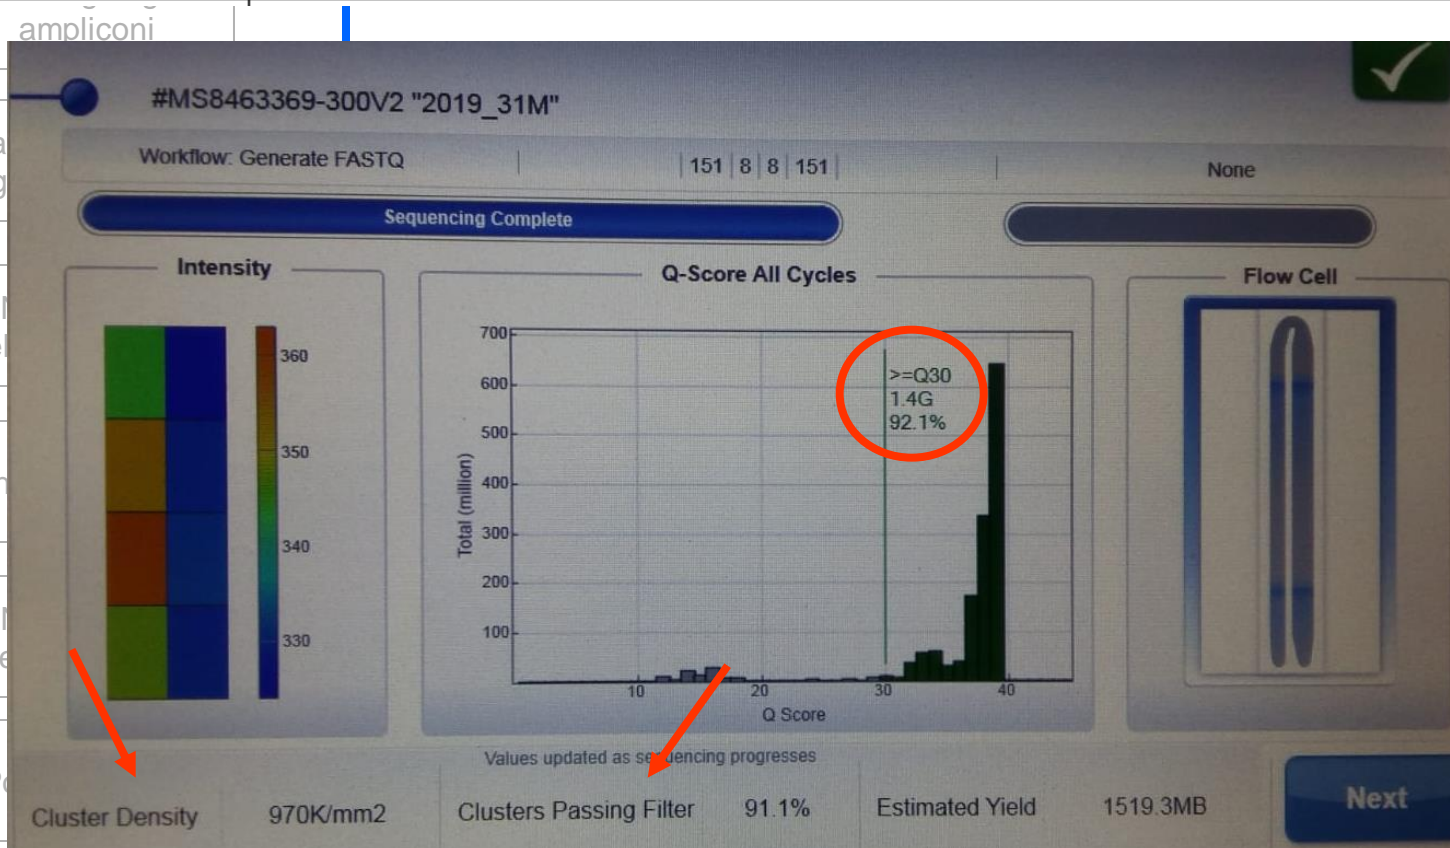 ampliconi
#MS8463369-300V2 "2019_31M"
Workflow: Generate FASTQ
151 8 8 151
None
Sequencing Complete
Intensity
360
350
340
330
Q-Score All Cycles
700
600
500
400
300
200
100
Total (million)
>=Q30
1.4G
92.1%
10 20 30 40
Q Score
Flow Cell
Values updated as sequencing progresses
Cluster Density 970K/mm2
Clusters Passing Filter 91.1%
Estimated Yield 1519.3MB
Next